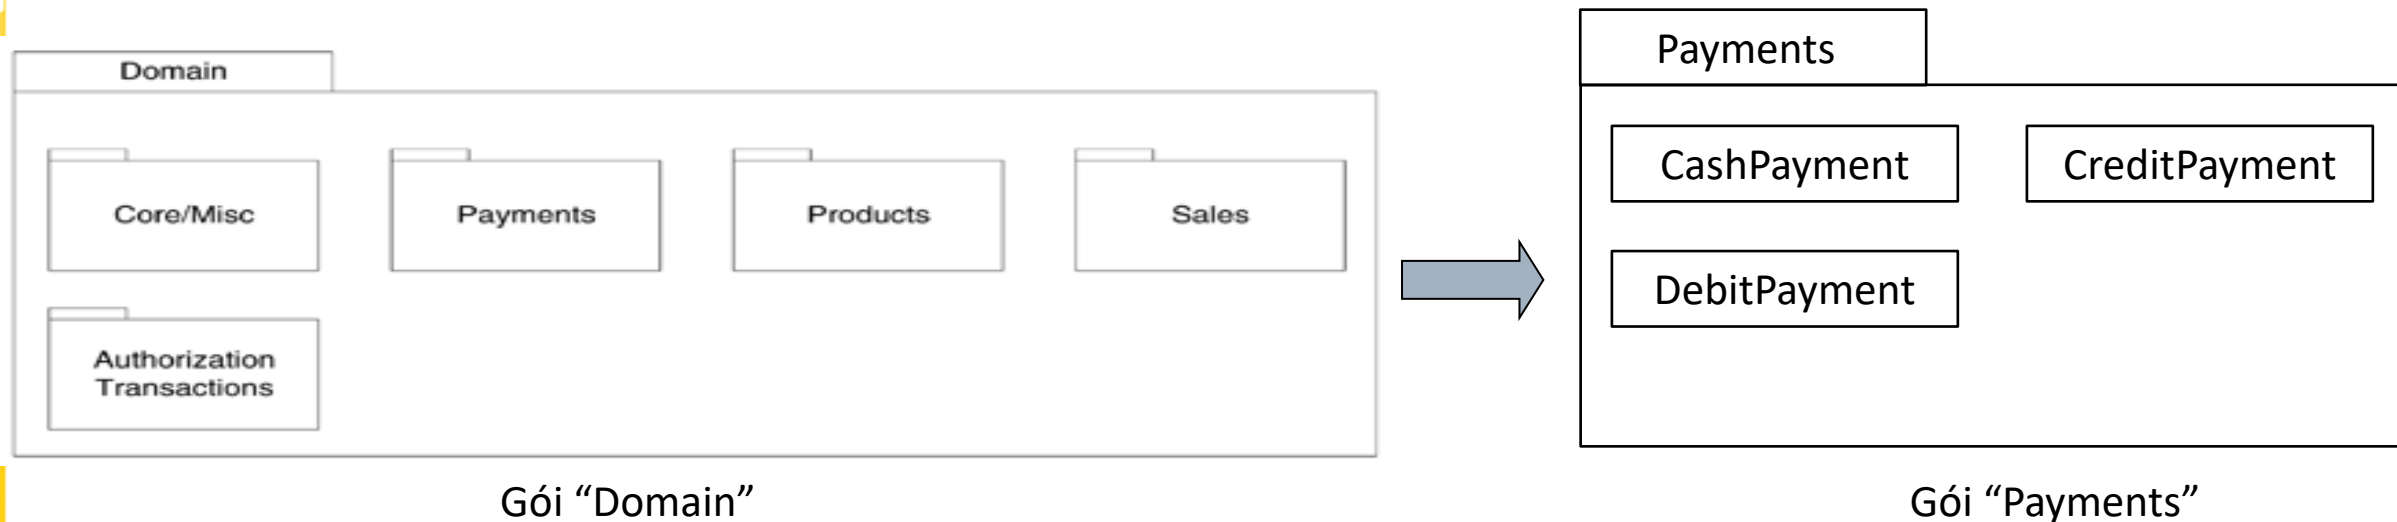 Domain
Core/Misc
Payments
Products
Sales
Authorization
Transactions
Gói “Domain”
Payments
CashPayment
CreditPayment
DebitPayment
Gói “Payments”